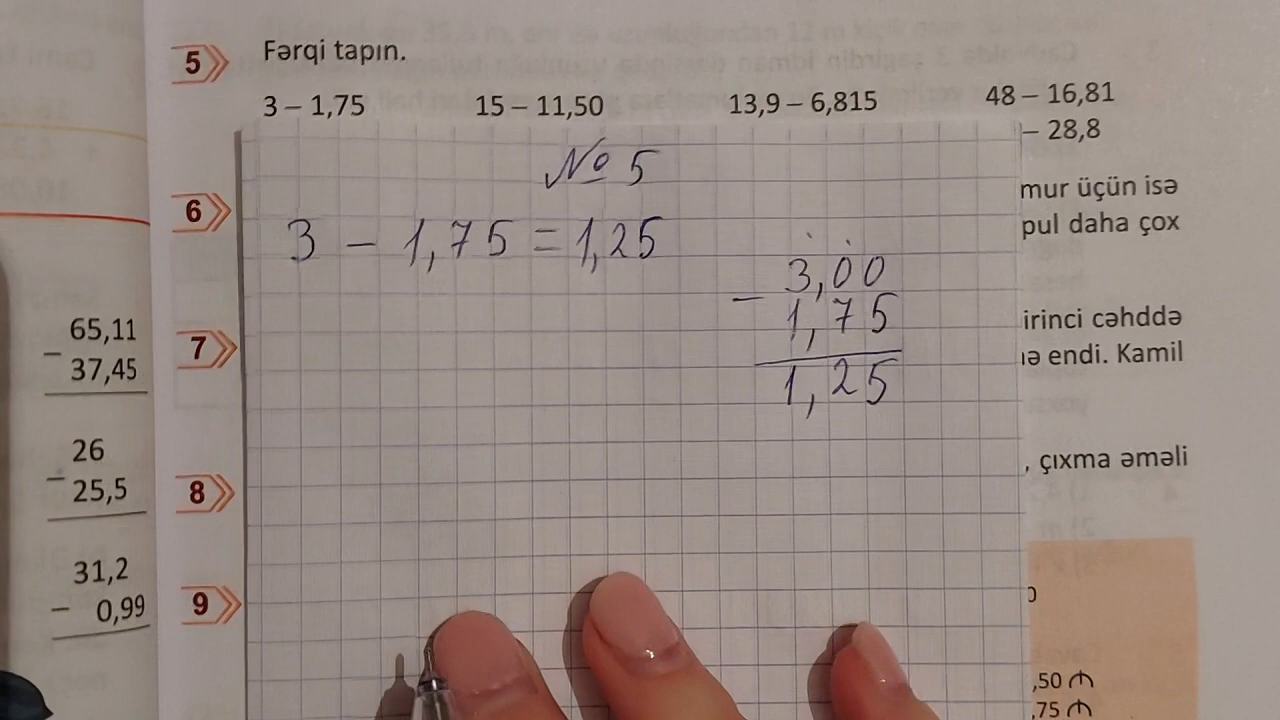 5 Fərqi tapın.
3 – 1,75 15 – 11,50 13,9 – 6,815 48 – 16,81
– 28,8
№ 5
6
mur üçün isə
pul daha çox
3 – 1,75 = 1,25
3,00
– 1,75
1,25
7
irinci cəhddə
ə endi. Kamil
8
, çıxma əməli
9
65,11
– 37,45
26
– 25,5
31,2
– 0,99
0
,50 ₼
,75 ₼